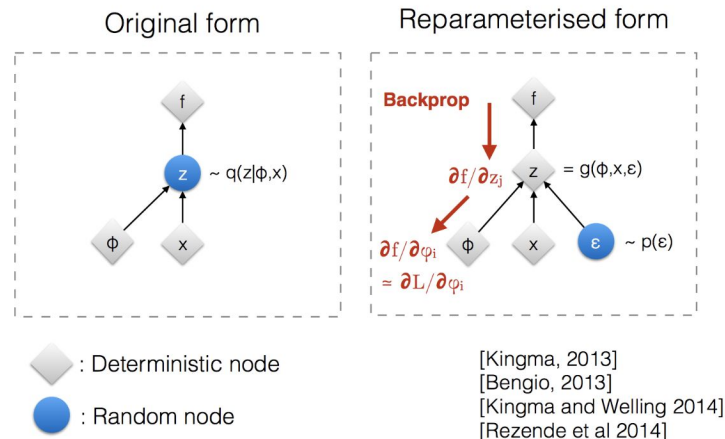 Original form
f
z
~ q(z|ϕ,x)
ϕ
x
Reparameterised form
Backprop
f
∂f/∂zⱼ
z
= g(ϕ,x,ε)
∂f/∂φᵢ
≃ ∂L/∂φᵢ
ϕ
x
ε
~ p(ε)
: Deterministic node
: Random node
[Kingma, 2013]
[Bengio, 2013]
[Kingma and Welling 2014]
[Rezende et al 2014]